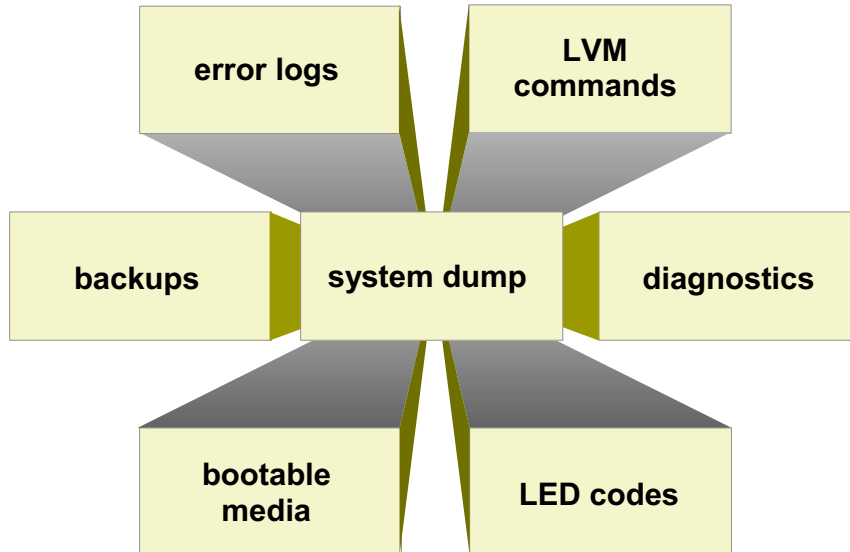 error logs
LVM
commands
backups
system dump
diagnostics
bootable
media
LED codes